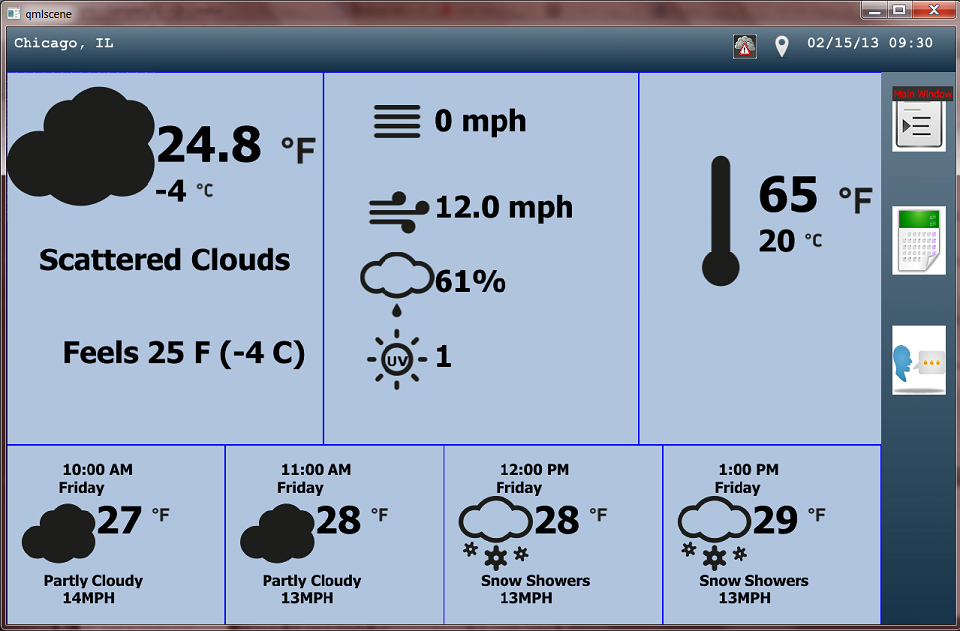 qmlscene
Chicago, IL
02/15/13 09:30
Main Window
24.8 °F
-4 °C
Scattered Clouds
Feels 25 F (-4 C)
0 mph
12.0 mph
61%
UV 1
65 °F
20 °C
10:00 AM
Friday
27 °F
Partly Cloudy
14MPH
11:00 AM
Friday
28 °F
Partly Cloudy
13MPH
12:00 PM
Friday
28 °F
Snow Showers
13MPH
1:00 PM
Friday
29 °F
Snow Showers
13MPH